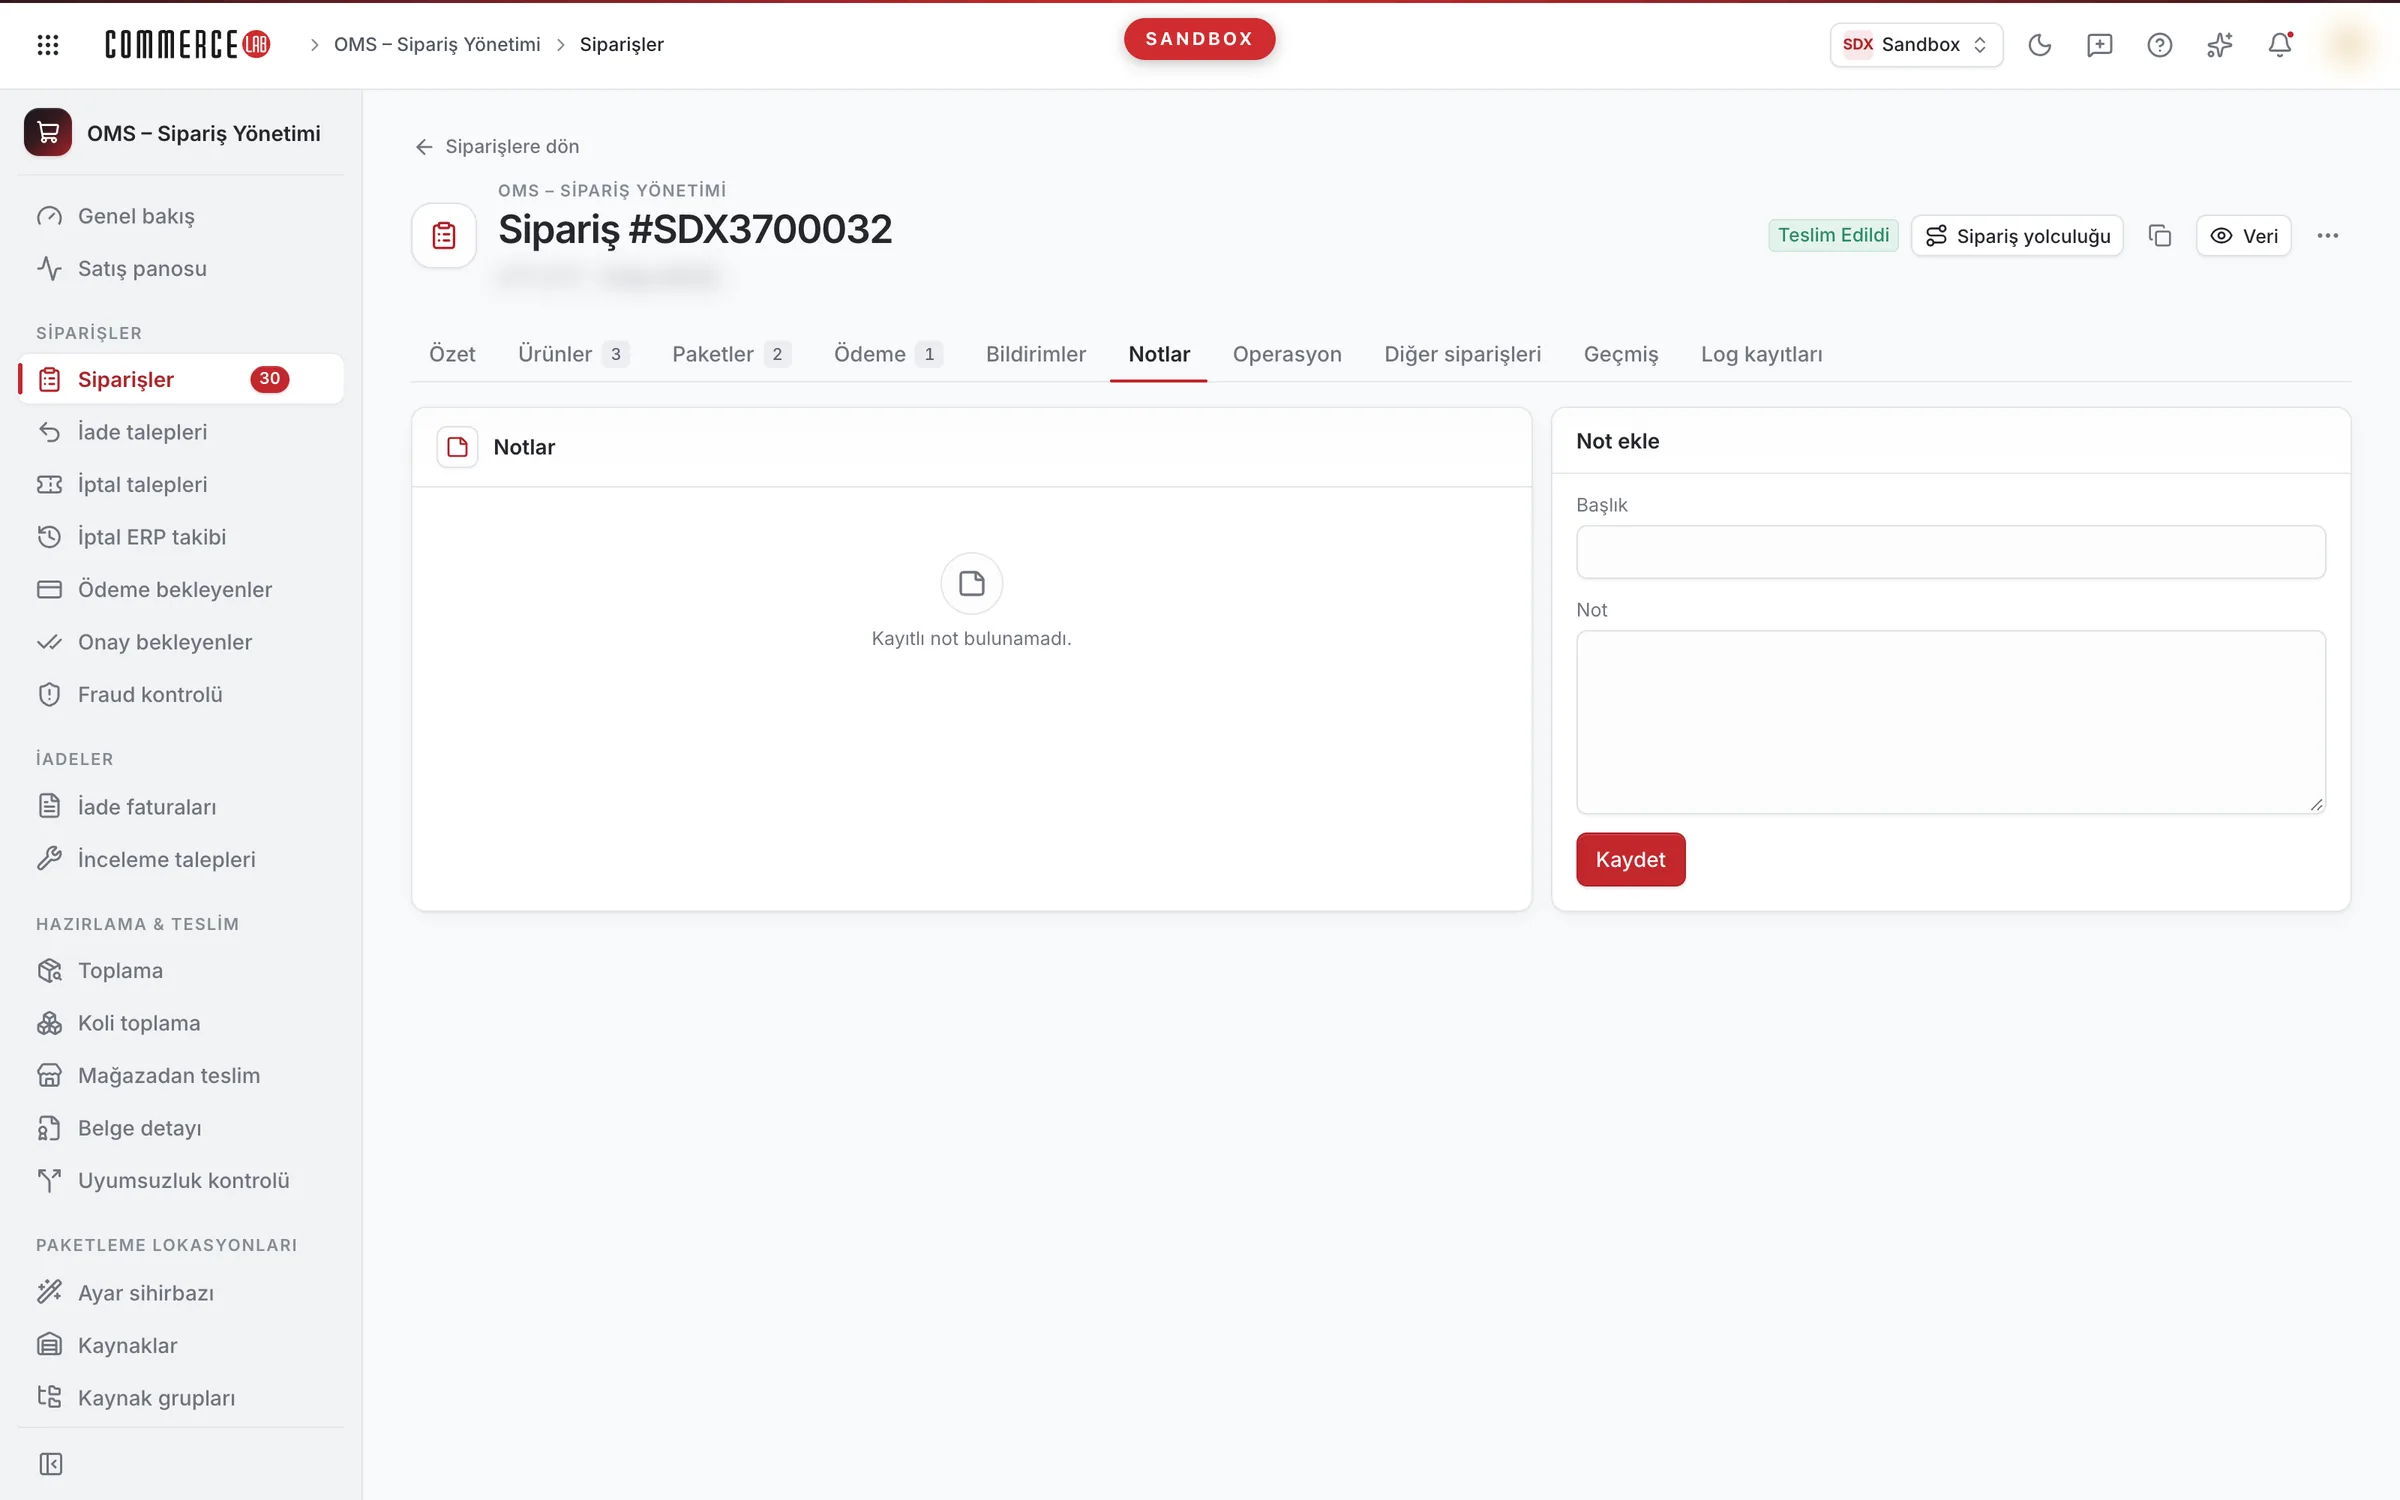 COMMERCE LAB
OMS – Sipariş Yönetimi
Siparişler
SANDBOX
SDX Sandbox
OMS – Sipariş Yönetimi
Genel bakış
Satış panosu
SİPARİŞLER
Siparişler 30
İade talepleri
İptal talepleri
İptal ERP takibi
Ödeme bekleyenler
Onay bekleyenler
Fraud kontrolü
İADELER
İade faturaları
İnceleme talepleri
HAZIRLAMA & TESLİM
Toplama
Koli toplama
Mağazadan teslim
Belge detayı
Uyumsuzluk kontrolü
PAKETLEME LOKASYONLARI
Ayar sihirbazı
Kaynaklar
Kaynak grupları
Siparişlere dön
OMS – SİPARİŞ YÖNETİMİ
Sipariş #SDX3700032
Teslim Edildi
Sipariş yolculuğu
Veri
Özet
Ürünler 3
Paketler 2
Ödeme 1
Bildirimler
Notlar
Operasyon
Diğer siparişleri
Geçmiş
Log kayıtları
Notlar
Kayıtlı not bulunamadı.
Not ekle
Başlık
Not
Kaydet